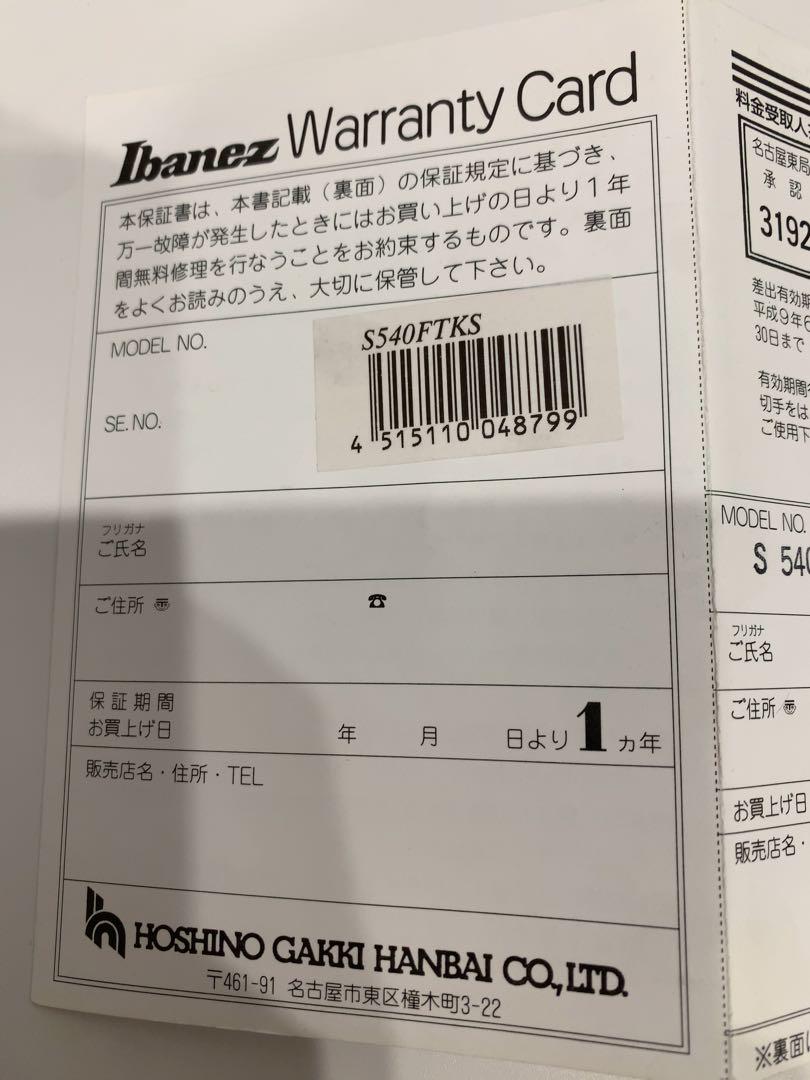 Ibanez Warranty Card
本保証書は、本書記載（裏面）の保証規定に基づき、
万一故障が発生したときにはお買い上げの日より1年
間無料修理を行なうことをお約束するものです。裏面
をよくお読みのうえ、大切に保管して下さい。
MODEL NO.
S540FTKS
4 515110 048799
SE. NO.
フリガナ
ご氏名
ご住所 〠 ☎
保証期間
お買上げ日 年 月 日より 1 ヵ年
販売店名・住所・TEL
HOSHINO GAKKI HANBAI CO., LTD.
〒461-91 名古屋市東区橦木町3-22
料金受取人
名古屋東局
承認
3192
差出有効期
平成9年6
30日まで
有効期間
切手をは
ご使用下
MODEL NO.
S 540
フリガナ
ご氏名
ご住所 〠
お買上げ日
販売店名・
※裏面